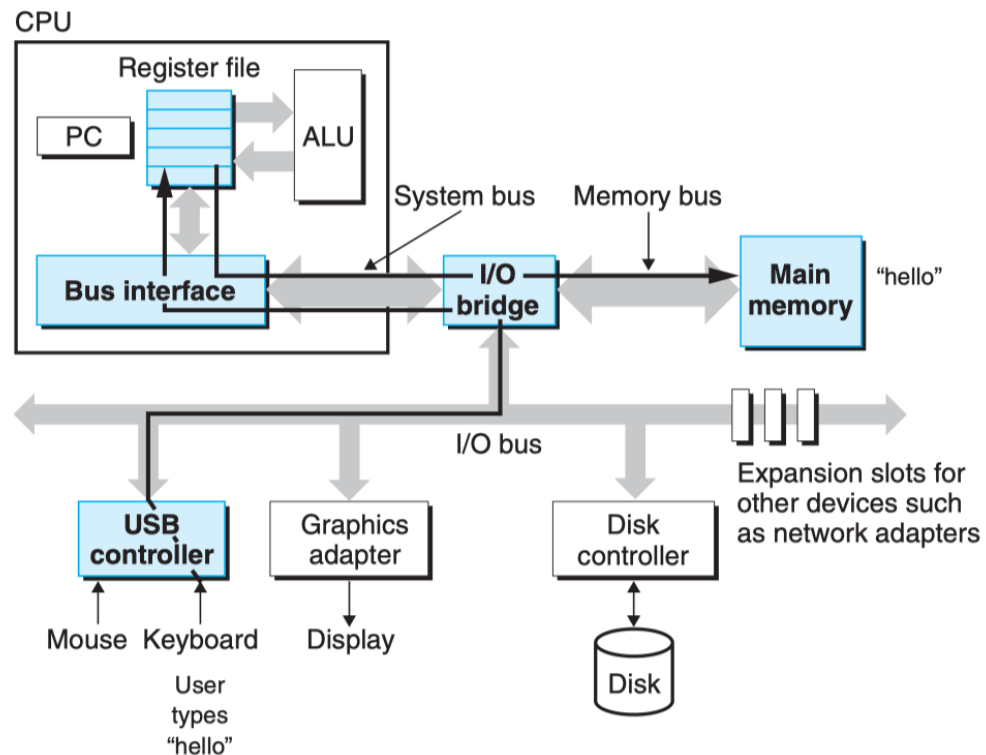 CPU
Register file
PC
ALU
System bus
Memory bus
Bus interface
I/O
bridge
Main
memory
“hello”
I/O bus
Expansion slots for
other devices such
as network adapters
USB
controller
Graphics
adapter
Disk
controller
Mouse
Keyboard
Display
Disk
User
types
“hello”